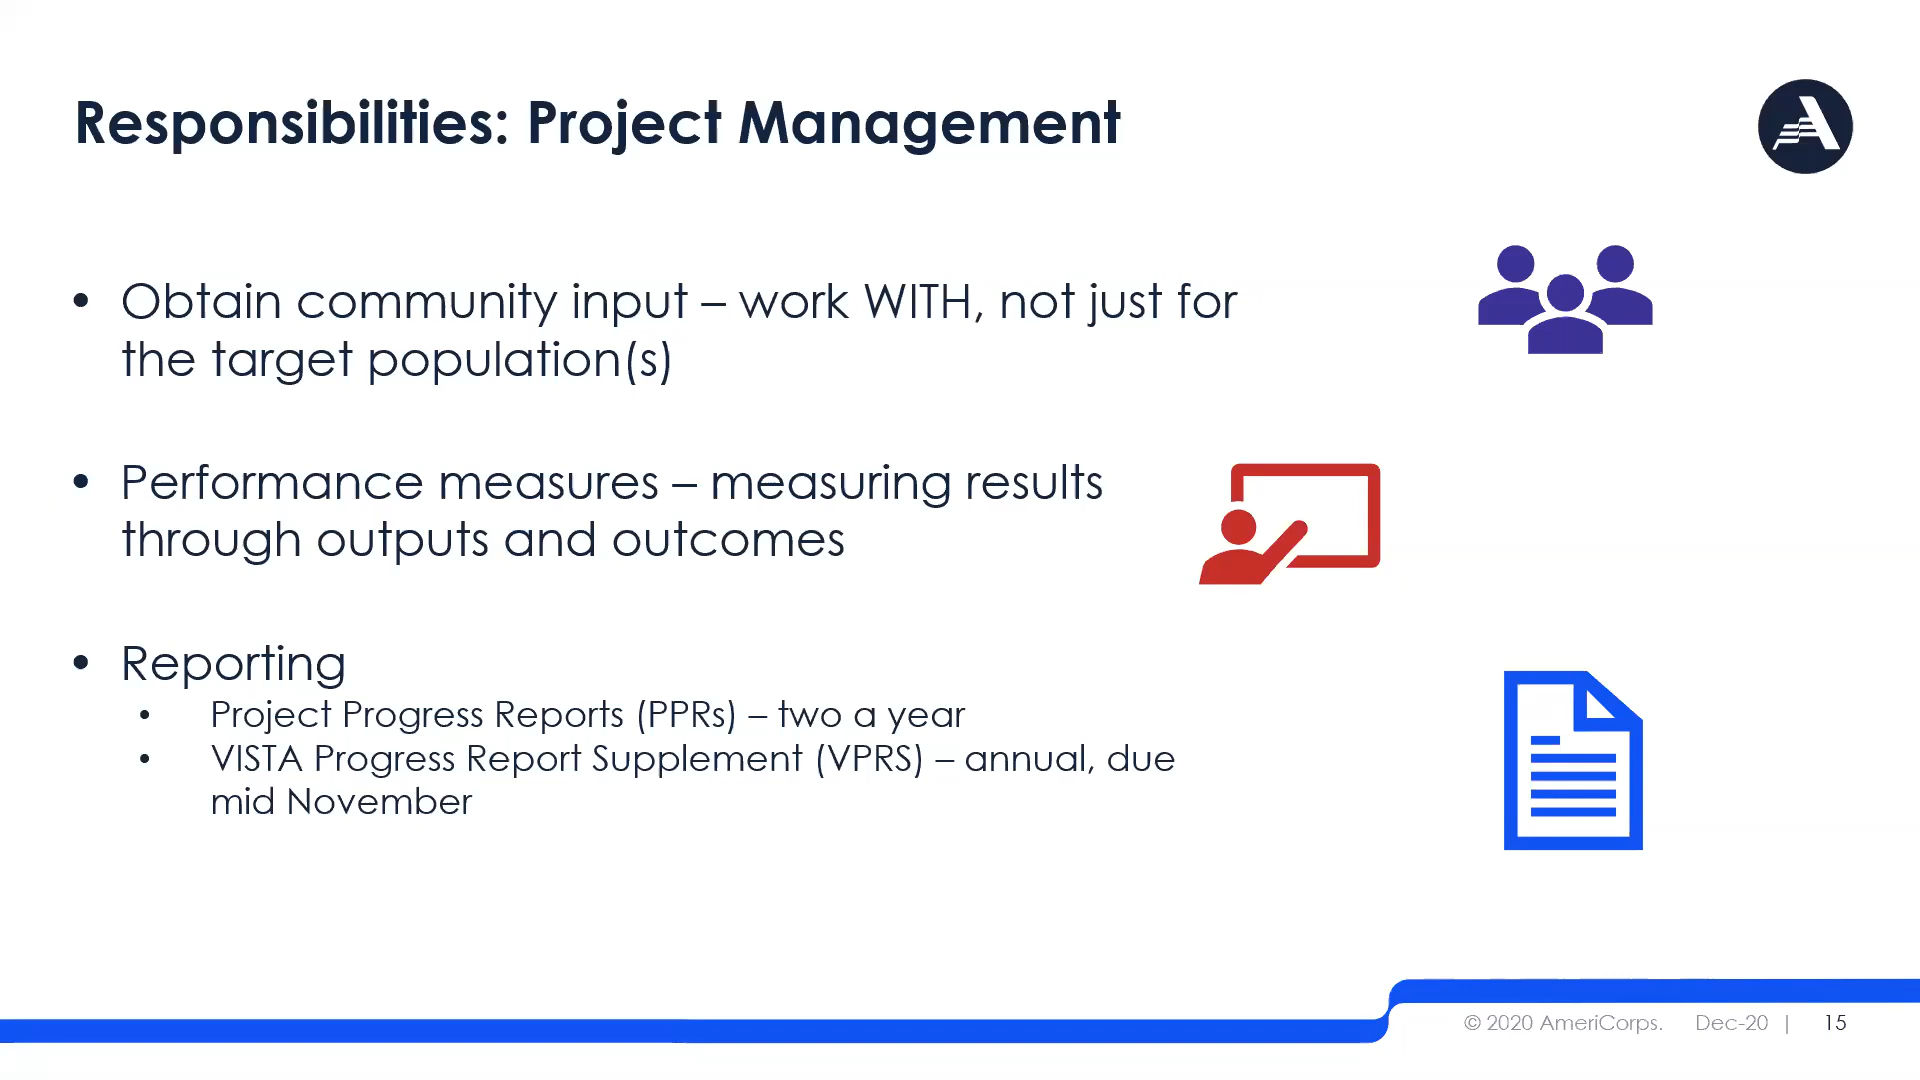 Responsibilities: Project Management
• Obtain community input – work WITH, not just for
the target population(s)
• Performance measures – measuring results
through outputs and outcomes
• Reporting
• Project Progress Reports (PPRs) – two a year
• VISTA Progress Report Supplement (VPRS) – annual, due
mid November
© 2020 AmeriCorps. Dec-20 | 15